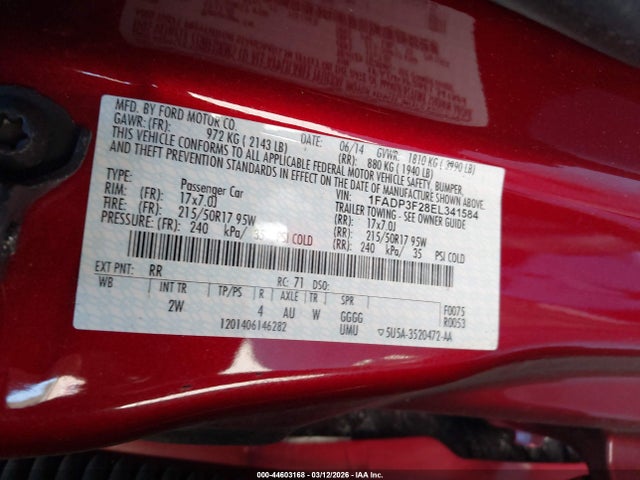 MFD. BY FORD MOTOR CO.
DATE: 06/14 GVWR: 1810 KG ( 3990 LB)
GAWR: (FR): 972 KG ( 2143 LB) (RR): 880 KG ( 1940 LB)
THIS VEHICLE CONFORMS TO ALL APPLICABLE FEDERAL MOTOR VEHICLE SAFETY, BUMPER,
AND THEFT PREVENTION STANDARDS IN EFFECT ON THE DATE OF MANUFACTURE SHOWN ABOVE.
VIN: 1FADP3F28EL341584
TYPE: Passenger Car TRAILER TOWING - SEE OWNER GUIDE
RIM: (FR) 17x7.0J (RR) 17x7.0J
TIRE: (FR) 215/50R17 95W (RR) 215/50R17 95W
PRESSURE: (FR) 240 kPa/ 35 PSI COLD (RR) 240 kPa/ 35 PSI COLD
EXT PNT: RR RC: 71 DSO:
WB INT TR TP/PS R AXLE TR SPR F0075
2W 4 AU W GGGG R0053
1201406146282 UMU ▽5U5A-3520472-AA
000-44603168 - 03/12/2026 - IAA Inc.